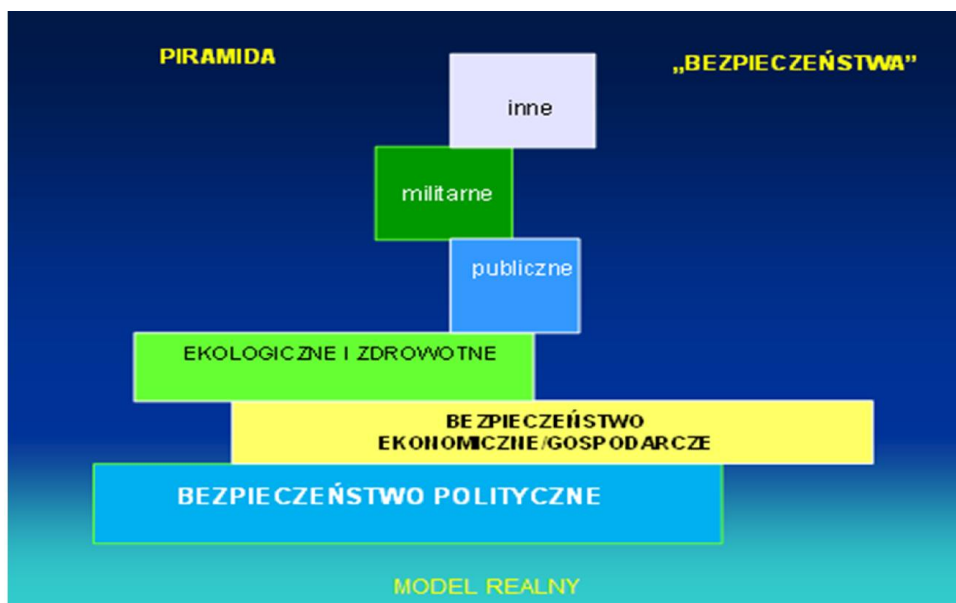 PIRAMIDA
„BEZPIECZEŃSTWA”
inne
militarne
publiczne
EKOLOGICZNE I ZDROWOTNE
BEZPIECZEŃSTWO
EKONOMICZNE/GOSPODARCZE
BEZPIECZEŃSTWO POLITYCZNE
MODEL REALNY